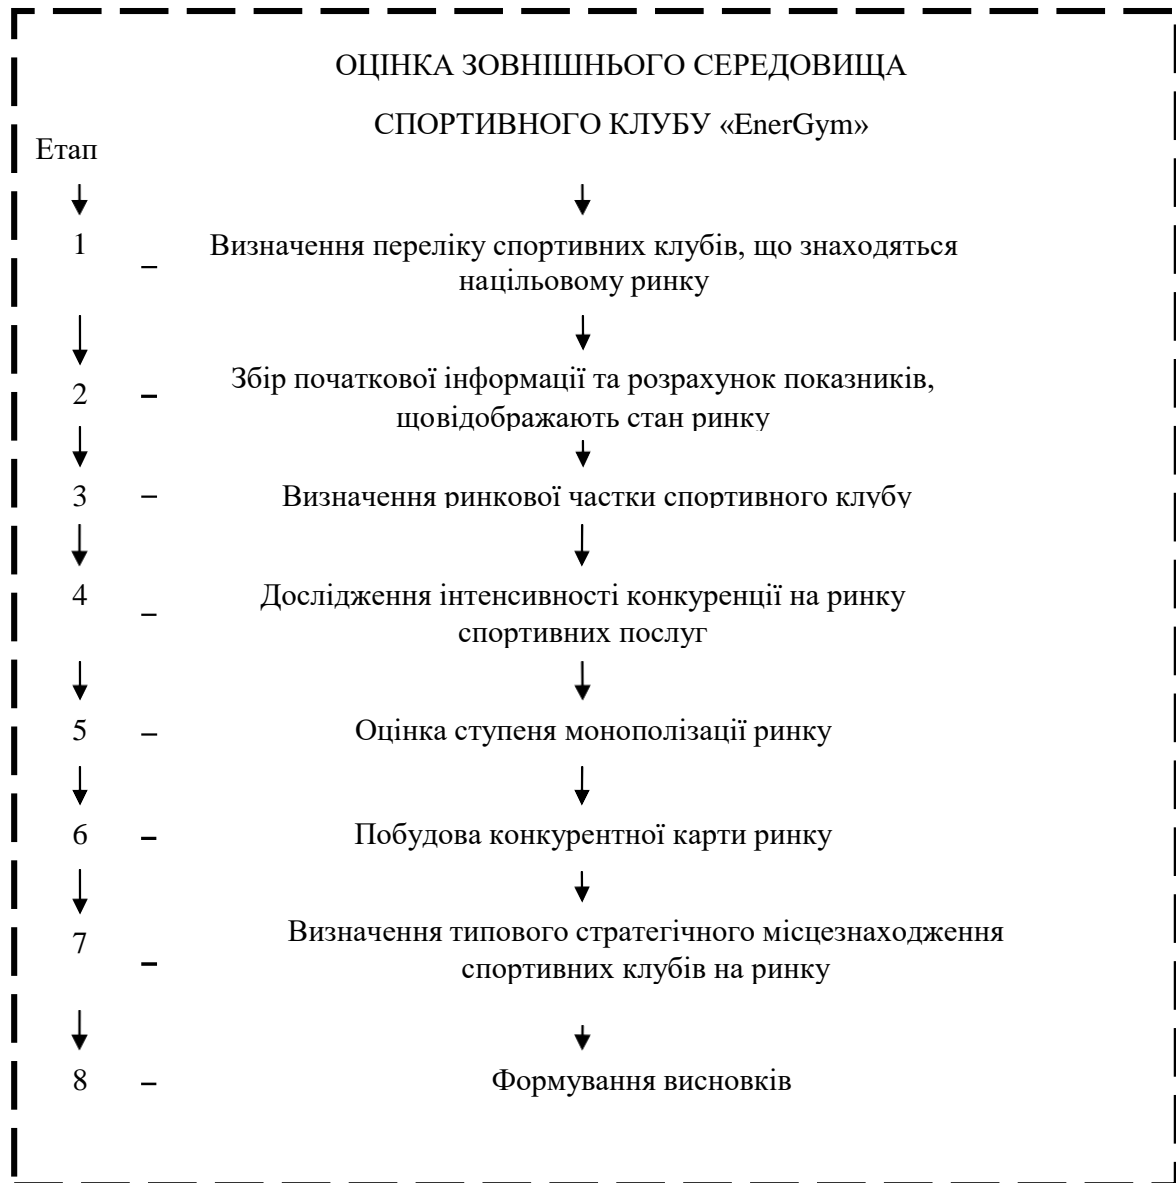 ОЦІНКА ЗОВНІШНЬОГО СЕРЕДОВИЩА
СПОРТИВНОГО КЛУБУ «EnerGym»
Етап
1 – Визначення переліку спортивних клубів, що знаходяться
націльовому ринку
2 – Збір початкової інформації та розрахунок показників,
щовідображають стан ринку
3 – Визначення ринкової частки спортивного клубу
4 – Дослідження інтенсивності конкуренції на ринку
спортивних послуг
5 – Оцінка ступеня монополізації ринку
6 – Побудова конкурентної карти ринку
7 – Визначення типового стратегічного місцезнаходження
спортивних клубів на ринку
8 – Формування висновків